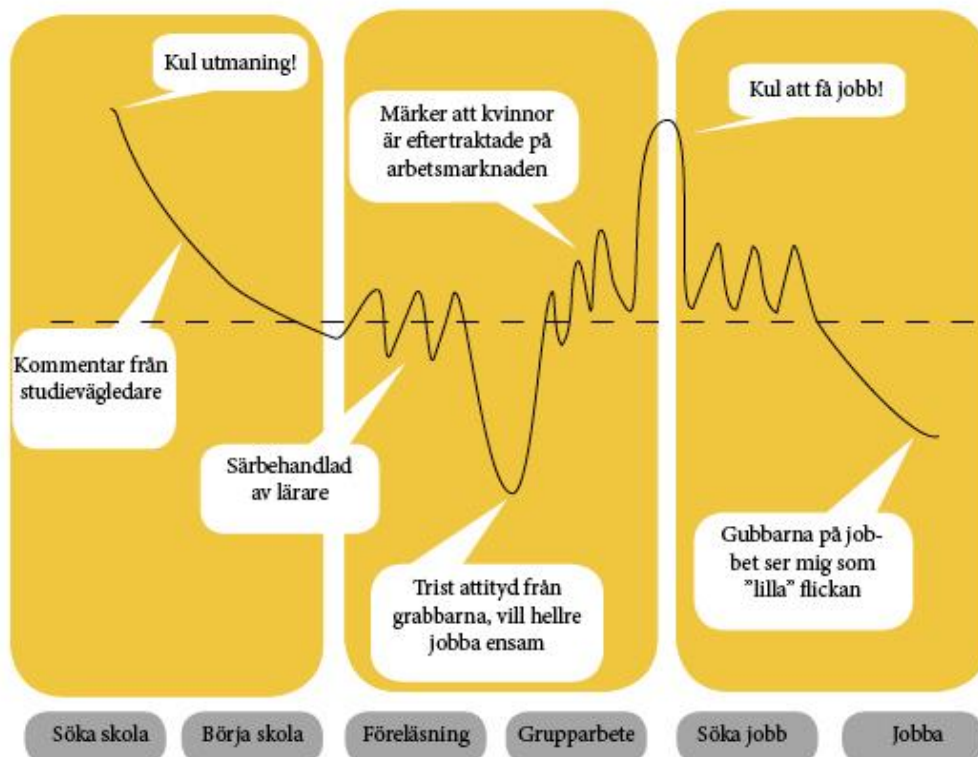 Kul utmaning!
Kommentar från
studievägledare
Särbehandlad
av lärare
Trist attityd från
grabbarna, vill hellre
jobba ensam
Märker att kvinnor
är eftertraktade på
arbetsmarknaden
Kul att få jobb!
Gubbarna på job-
bet ser mig som
”lilla” flickan
Söka skola
Börja skola
Föreläsning
Grupparbete
Söka jobb
Jobba